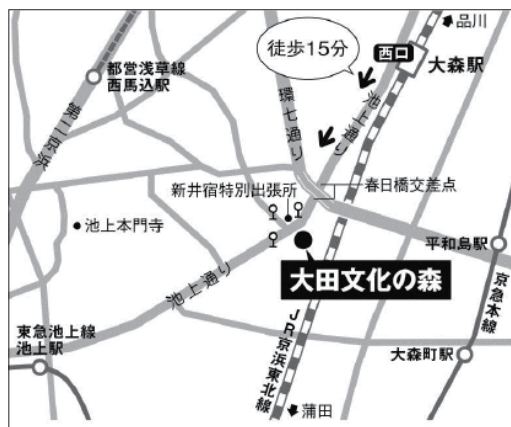 品川
徒歩15分
西口
大森駅
都営浅草線
西馬込駅
第二京浜
環七通り
池上通り
新井宿特別出張所
春日橋交差点
池上本門寺
平和島駅
大田文化の森
池上通り
京急本線
東急池上線
池上駅
JR京浜東北線
大森町駅
蒲田